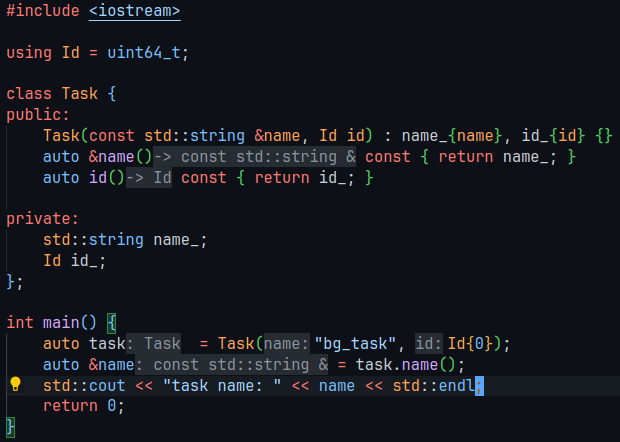 #include <iostream>
using Id = uint64_t;
class Task {
public:
Task(const std::string &name, Id id) : name_{name}, id_{id} {}
auto &name()-> const std::string & const { return name_; }
auto id()-> Id const { return id_; }
private:
std::string name_;
Id id_;
};
int main() {
auto task: Task = Task(name:"bg_task", id:Id{0});
auto &name: const std::string & = task.name();
std::cout << "task name: " << name << std::endl;
return 0;
}